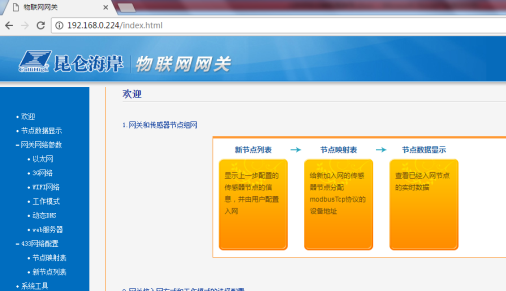 物联网网关
192.168.0.224/index.html
昆仑海岸 物联网网关
欢迎
节点数据显示
网关网络参数
以太网
3G网络
WIFI网络
工作模式
动态DNS
web服务器
433网络配置
节点映射表
新节点列表
系统工具
欢迎
1. 网关和传感器节点组网
新节点列表 → 节点映射表 → 节点数据显示
显示上一步配置的
传感器节点的信
息，并由用户配置
入网
给新加入网的传感
器节点分配
modbusTcp协议的
设备地址
查看已经入网节点
的实时数据